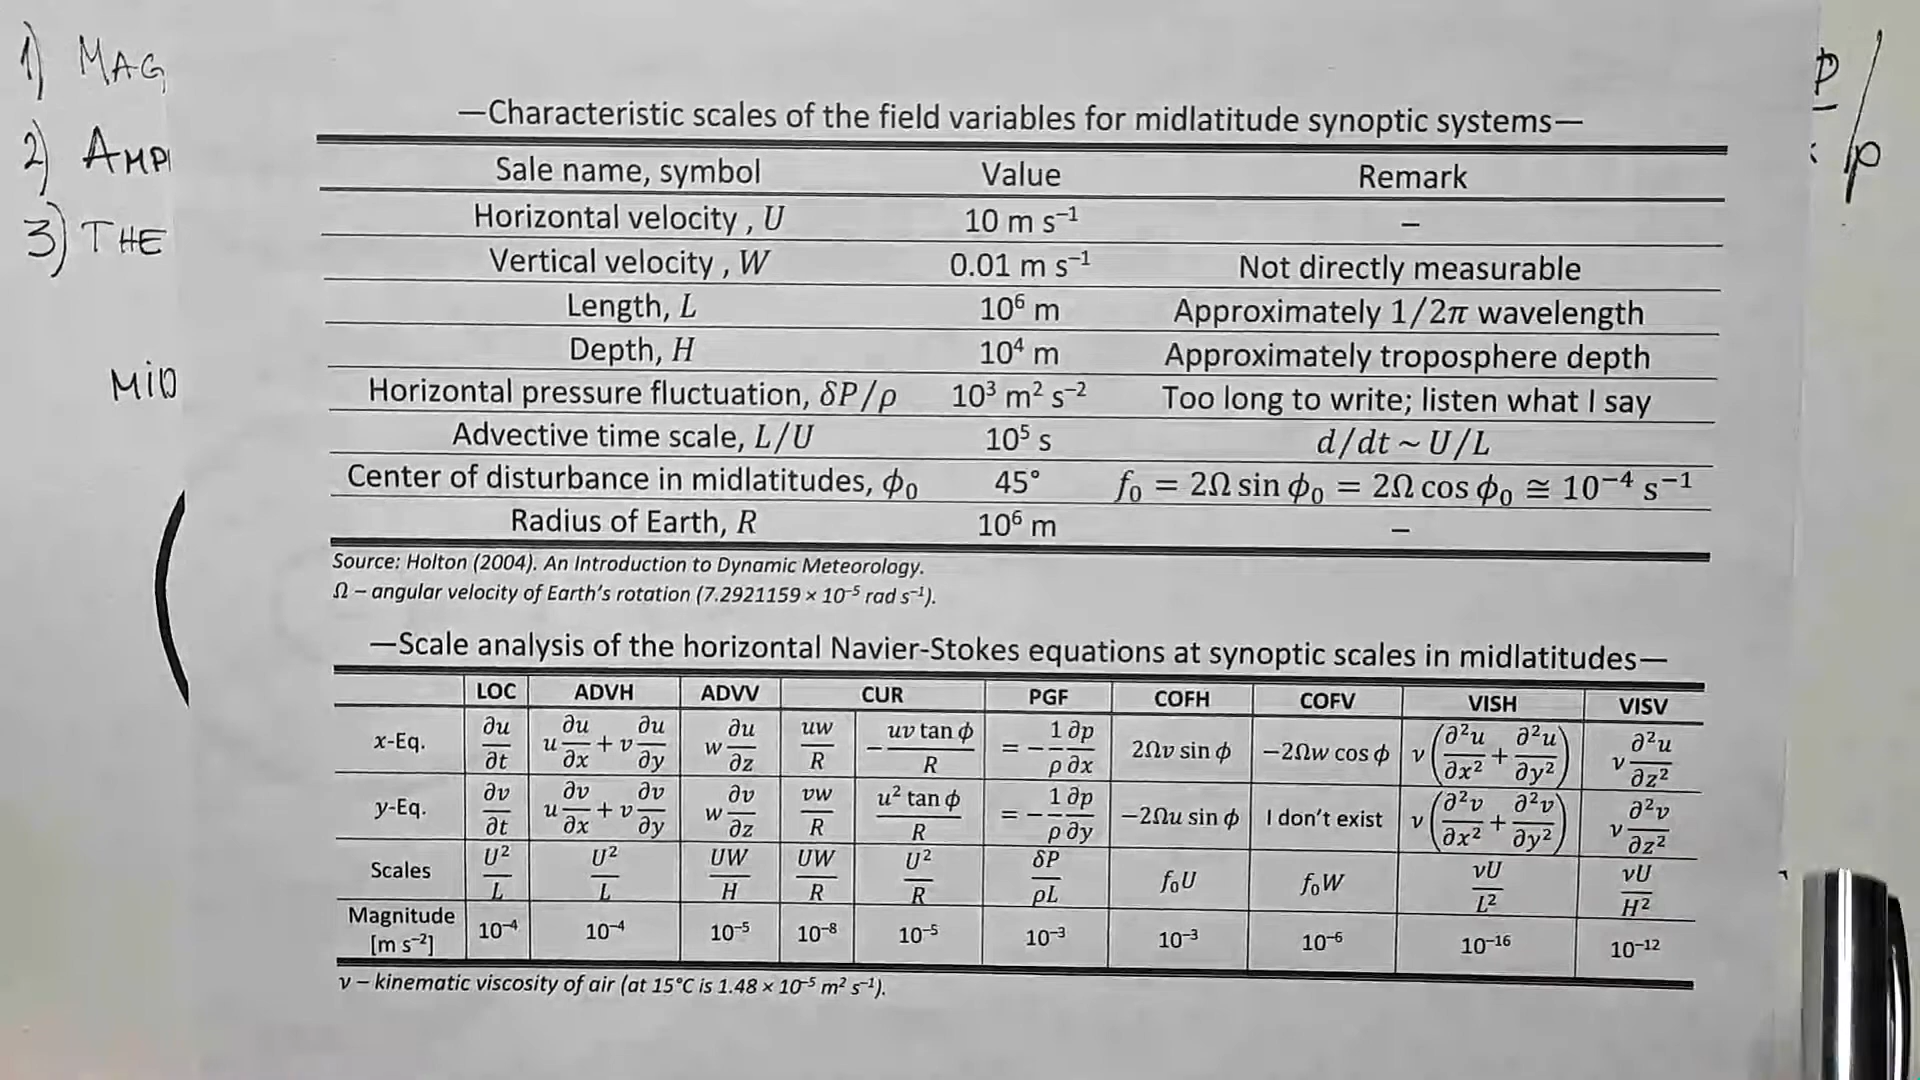 1) MAG
2) AMPl
3) THE
MiD
p
p
—Characteristic scales of the field variables for midlatitude synoptic systems—
Sale name, symbol Value Remark
Horizontal velocity , U 10 m s⁻¹ –
Vertical velocity , W 0.01 m s⁻¹ Not directly measurable
Length, L 10⁶ m Approximately 1/2π wavelength
Depth, H 10⁴ m Approximately troposphere depth
Horizontal pressure fluctuation, δP/ρ 10³ m² s⁻² Too long to write; listen what I say
Advective time scale, L/U 10⁵ s d/dt ~ U/L
Center of disturbance in midlatitudes, ϕ₀ 45° f₀ = 2Ω sin ϕ₀ = 2Ω cos ϕ₀ ≅ 10⁻⁴ s⁻¹
Radius of Earth, R 10⁶ m –
Source: Holton (2004). An Introduction to Dynamic Meteorology.
Ω – angular velocity of Earth's rotation (7.2921159 × 10⁻⁵ rad s⁻¹).
—Scale analysis of the horizontal Navier-Stokes equations at synoptic scales in midlatitudes—
LOC ADVH ADVV CUR PGF COFH COFV VISH VISV
x-Eq. ∂u/∂t u ∂u/∂x + v ∂u/∂y w ∂u/∂z uw/R − uv tan ϕ/R = − 1/ρ ∂p/∂x 2Ωv sin ϕ −2Ωw cos ϕ ν(∂²u/∂x² + ∂²u/∂y²) ν ∂²u/∂z²
y-Eq. ∂v/∂t u ∂v/∂x + v ∂v/∂y w ∂v/∂z vw/R u² tan ϕ/R = − 1/ρ ∂p/∂y −2Ωu sin ϕ I don't exist ν(∂²v/∂x² + ∂²v/∂y²) ν ∂²v/∂z²
Scales U²/L U²/L UW/H UW/R U²/R δP/ρL f₀U f₀W νU/L² νU/H²
Magnitude [m s⁻²] 10⁻⁴ 10⁻⁴ 10⁻⁵ 10⁻⁸ 10⁻⁵ 10⁻³ 10⁻³ 10⁻⁶ 10⁻¹⁶ 10⁻¹²
ν – kinematic viscosity of air (at 15°C is 1.48 × 10⁻⁵ m² s⁻¹).